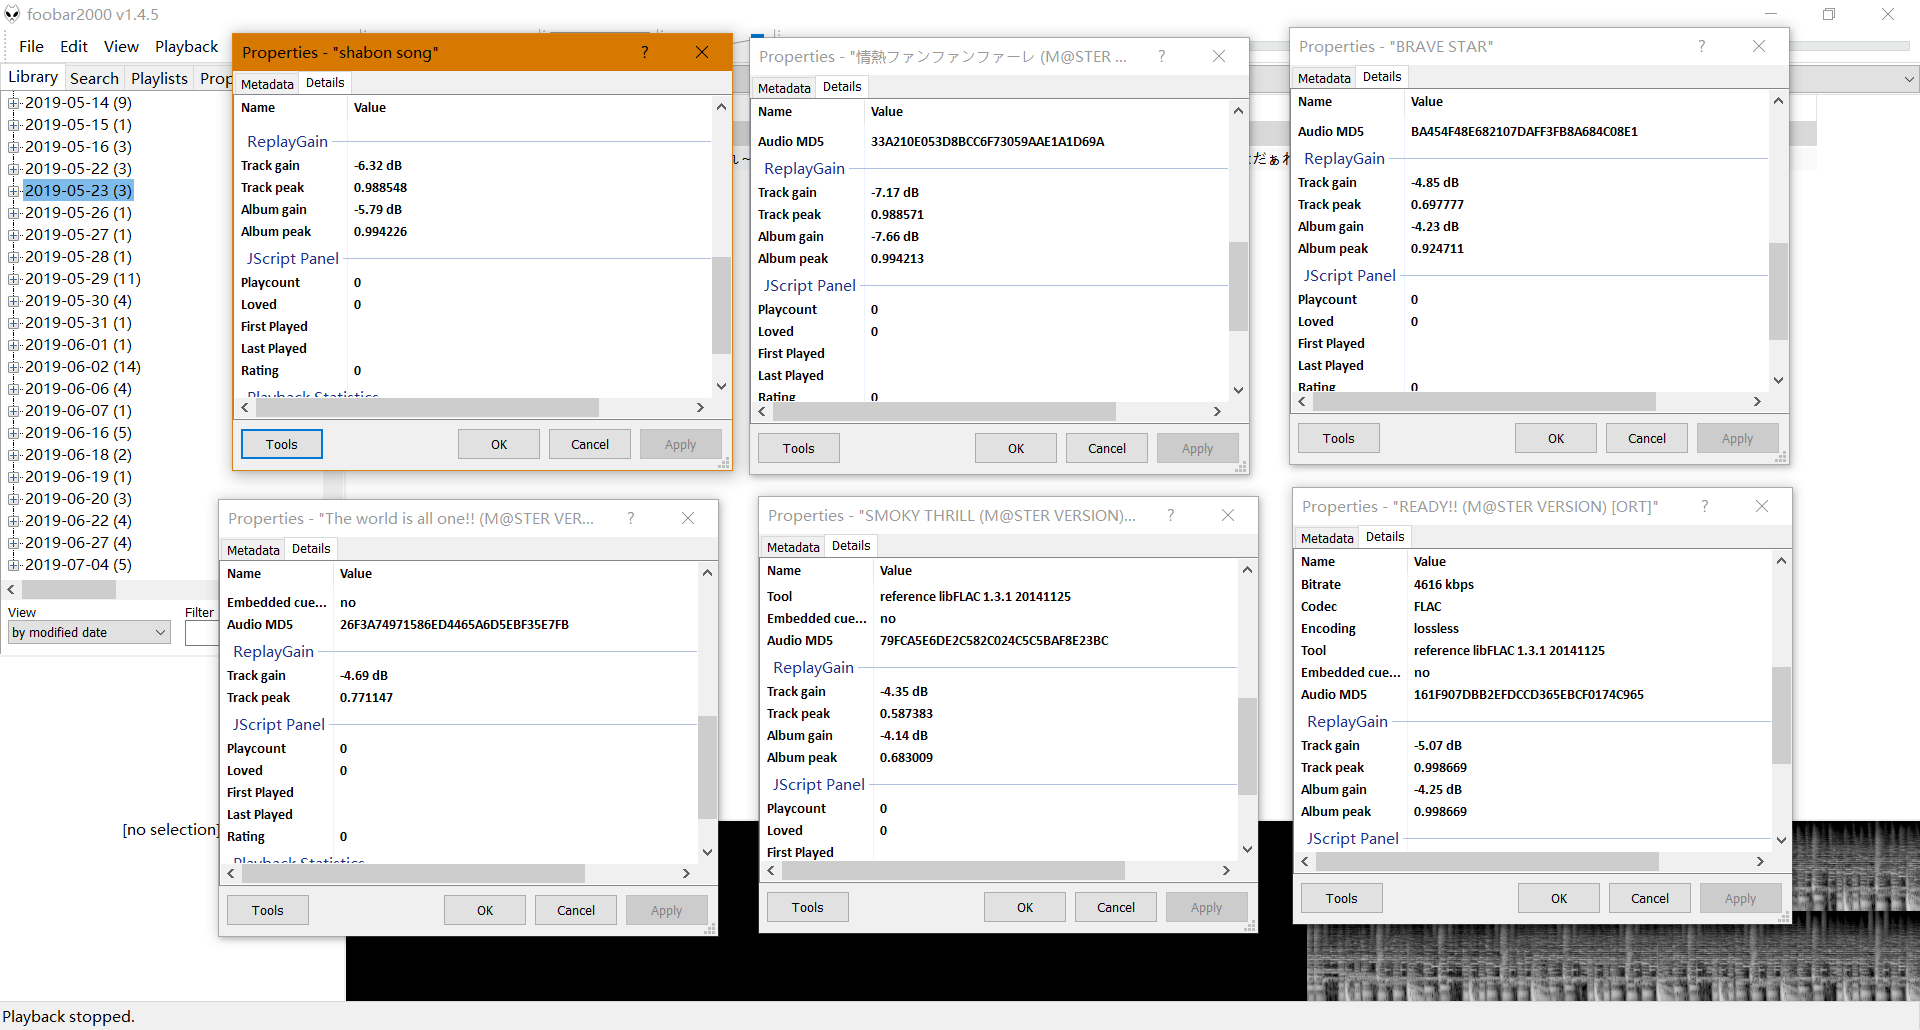 foobar2000 v1.4.5
File Edit View Playback
Library Search Playlists Prop
2019-05-14 (9)
2019-05-15 (1)
2019-05-16 (3)
2019-05-22 (3)
2019-05-23 (3)
2019-05-26 (1)
2019-05-27 (1)
2019-05-28 (1)
2019-05-29 (11)
2019-05-30 (4)
2019-05-31 (1)
2019-06-01 (1)
2019-06-02 (14)
2019-06-06 (4)
2019-06-07 (1)
2019-06-16 (5)
2019-06-18 (2)
2019-06-19 (1)
2019-06-20 (3)
2019-06-22 (4)
2019-06-27 (4)
2019-07-04 (5)
View
by modified date
Filter
[no selection]
Properties - "shabon song"
Metadata Details
Name Value
ReplayGain
Track gain -6.32 dB
Track peak 0.988548
Album gain -5.79 dB
Album peak 0.994226
JScript Panel
Playcount 0
Loved 0
First Played
Last Played
Rating 0
Playback Statistics
Tools OK Cancel Apply
Properties - "情熱ファンファンファーレ (M@STER ...
Metadata Details
Name Value
Audio MD5 33A210E053D8BCC6F73059AAE1A1D69A
ReplayGain
Track gain -7.17 dB
Track peak 0.988571
Album gain -7.66 dB
Album peak 0.994213
JScript Panel
Playcount 0
Loved 0
First Played
Last Played
Rating 0
Tools OK Cancel Apply
Properties - "BRAVE STAR"
Metadata Details
Name Value
Audio MD5 BA454F48E682107DAFF3FB8A684C08E1
ReplayGain
Track gain -4.85 dB
Track peak 0.697777
Album gain -4.23 dB
Album peak 0.924711
JScript Panel
Playcount 0
Loved 0
First Played
Last Played
Rating 0
Tools OK Cancel Apply
Properties - "The world is all one!! (M@STER VER...
Metadata Details
Name Value
Embedded cue... no
Audio MD5 26F3A74971586ED4465A6D5EBF35E7FB
ReplayGain
Track gain -4.69 dB
Track peak 0.771147
JScript Panel
Playcount 0
Loved 0
First Played
Last Played
Rating 0
Playback Statistics
Tools OK Cancel Apply
Properties - "SMOKY THRILL (M@STER VERSION)...
Metadata Details
Name Value
Tool reference libFLAC 1.3.1 20141125
Embedded cue... no
Audio MD5 79FCA5E6DE2C582C024C5C5BAF8E23BC
ReplayGain
Track gain -4.35 dB
Track peak 0.587383
Album gain -4.14 dB
Album peak 0.683009
JScript Panel
Playcount 0
Loved 0
First Played
Tools OK Cancel Apply
Properties - "READY!! (M@STER VERSION) [ORT]"
Metadata Details
Name Value
Bitrate 4616 kbps
Codec FLAC
Encoding lossless
Tool reference libFLAC 1.3.1 20141125
Embedded cue... no
Audio MD5 161F907DBB2EFDCCD365EBCF0174C965
ReplayGain
Track gain -5.07 dB
Track peak 0.998669
Album gain -4.25 dB
Album peak 0.998669
JScript Panel
Tools OK Cancel Apply
Playback stopped.